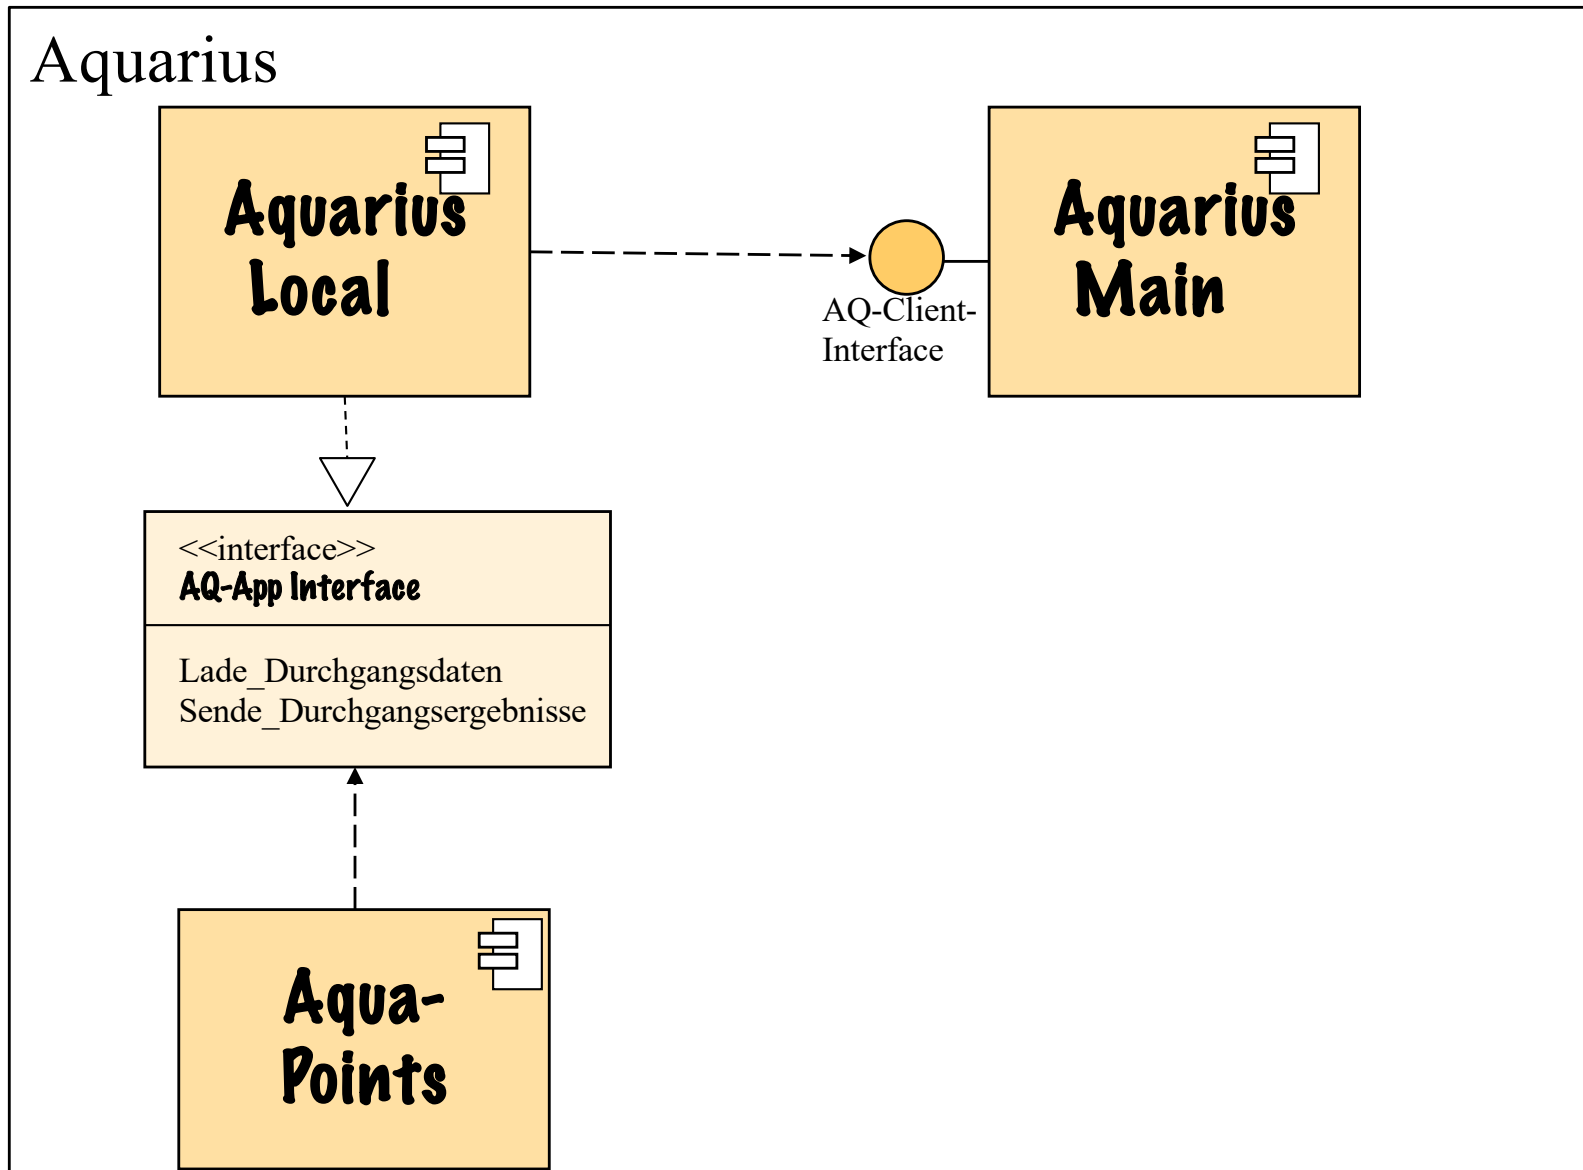 Aquarius
Aquarius
Local
Aquarius
Main
AQ-Client-
Interface
<<interface>>
AQ-App Interface
Lade_Durchgangsdaten
Sende_Durchgangsergebnisse
Aqua-
Points